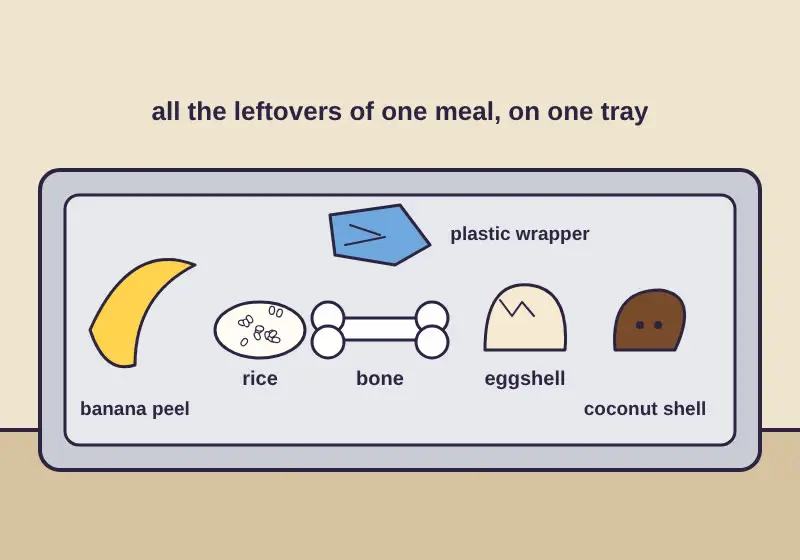 all the leftovers of one meal, on one tray
plastic wrapper
rice
bone
eggshell
banana peel
coconut shell